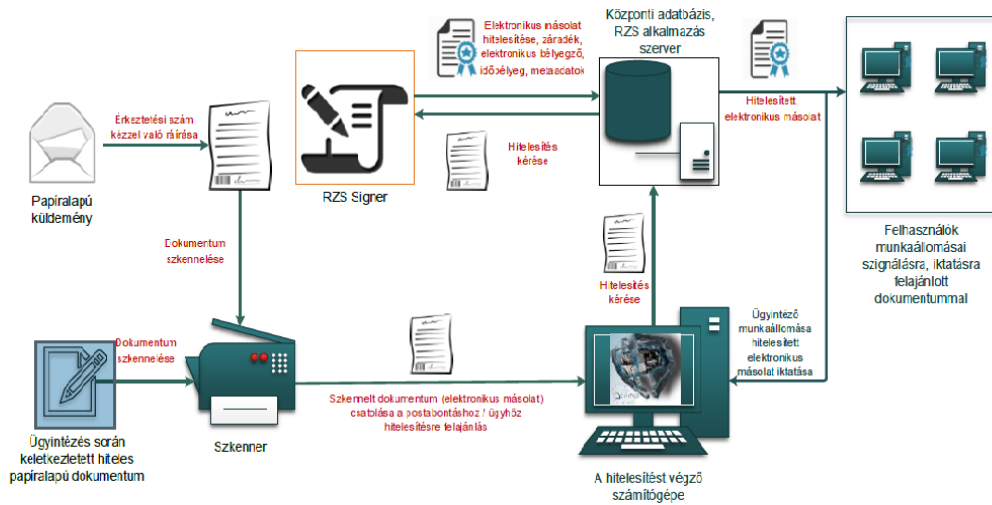 Elektronikus másolat
hitelesítése, záradék,
elektronikus bélyegző,
időbélyeg, metaadatok
Központi adatbázis,
RZS alkalmazás
szerver
Érkeztetési szám
kézzel való ráírása
Papíralapú
küldemény
RZS Signer
Hitelesítés
kérése
Hitelesített
elektronikus másolat
Felhasználók
munkaállomásai
szignálásra, iktatásra
felajánlott
dokumentummal
Dokumentum
szkennelése
Hitelesítés
kérése
Ügyintéző
munkaállomása
hitelesített
elektronikus
másolat iktatása
Dokumentum
szkennelése
Szkennelt dokumentum (elektronikus másolat)
csatolása a postabontáshoz / ügyhöz
hitelesítésre felajánlás
Ügyintézés során
keletkeztetett hiteles
papíralapú dokumentum
Szkenner
A hitelesítést végző
számítógépe